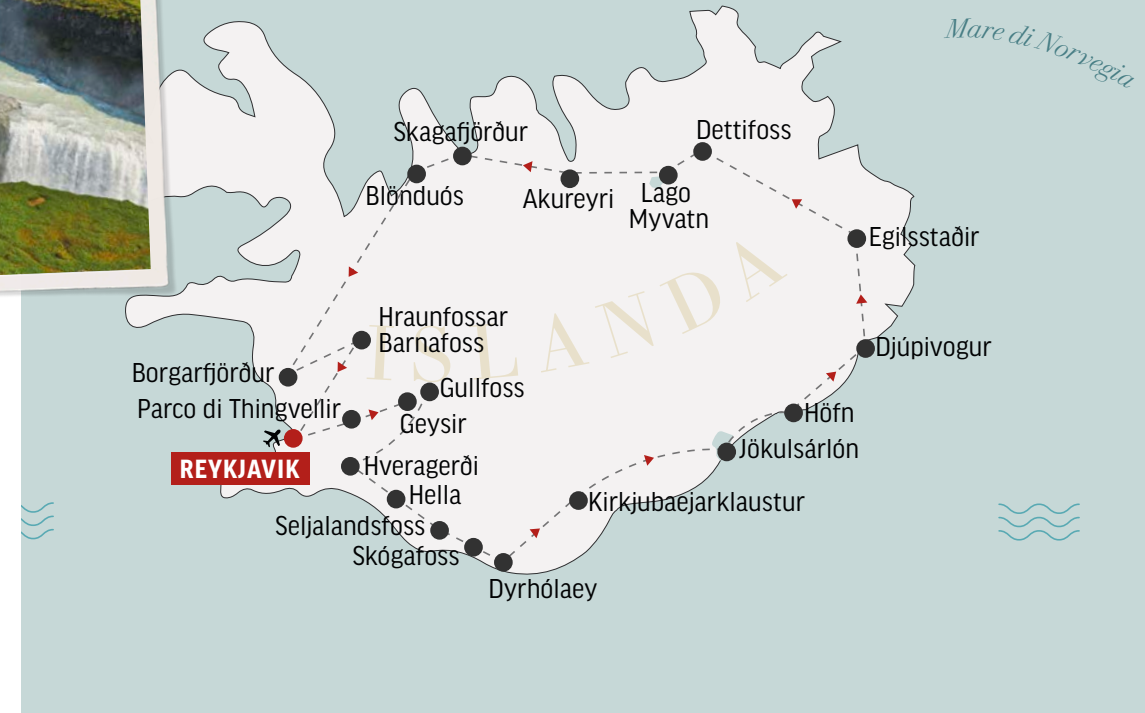 Mare di Norvegia
Skagafjörður
Dettifoss
Blönduós
Akureyri
Lago
Myvatn
Egilsstaðir
ISLANDA
Hraunfossar
Barnafoss
Djúpivogur
Borgarfjörður
Gullfoss
Parco di Thingvellir
Geysir
Höfn
REYKJAVIK
Hveragerði
Jökulsárlón
Hella
Kirkjubaejarklaustur
Seljalandsfoss
Skógafoss
Dyrhólaey